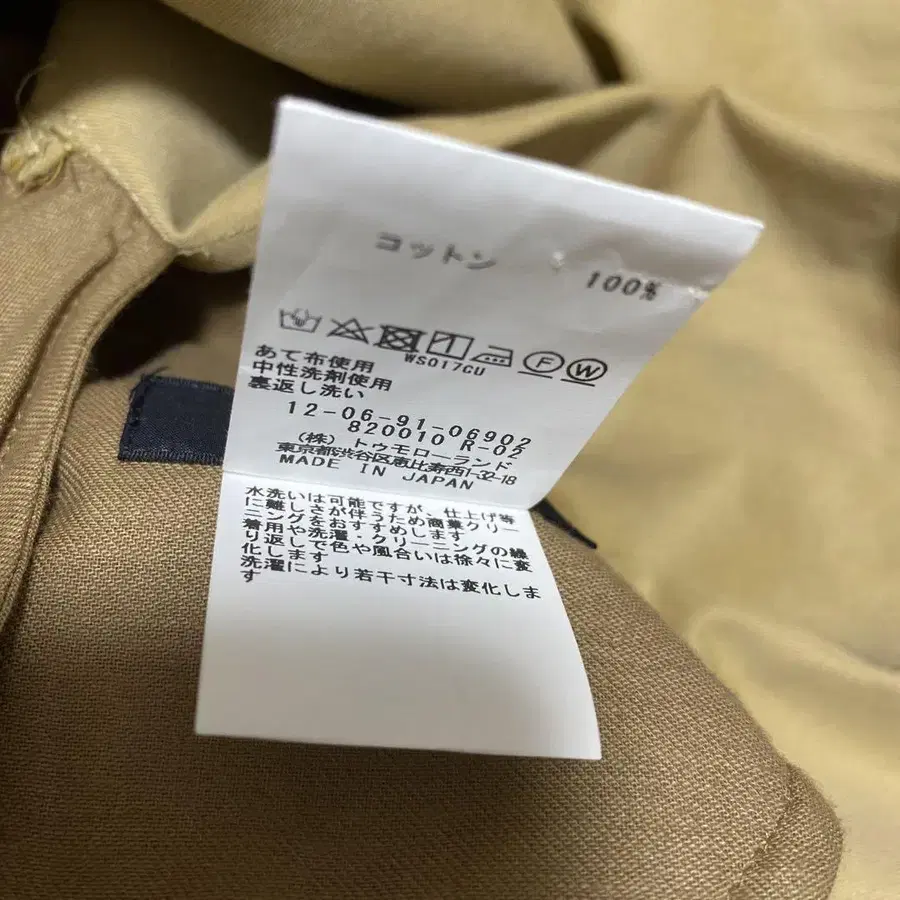 コットン 100%
WS017CU
あて布使用
中性洗剤使用
裏返し洗い
12-06-91-06902
820010 R-02
(株) トゥモローランド
東京都渋谷区恵比寿西1-32-18
MADE IN JAPAN
水洗いは可能ですが、仕上げ等
に難しさが伴うため商業クリー
ニングをおすすめします
着用や洗濯・クリーニングの繰
り返しで色や風合いは徐々に変
化します
洗濯により若干寸法は変化しま
す